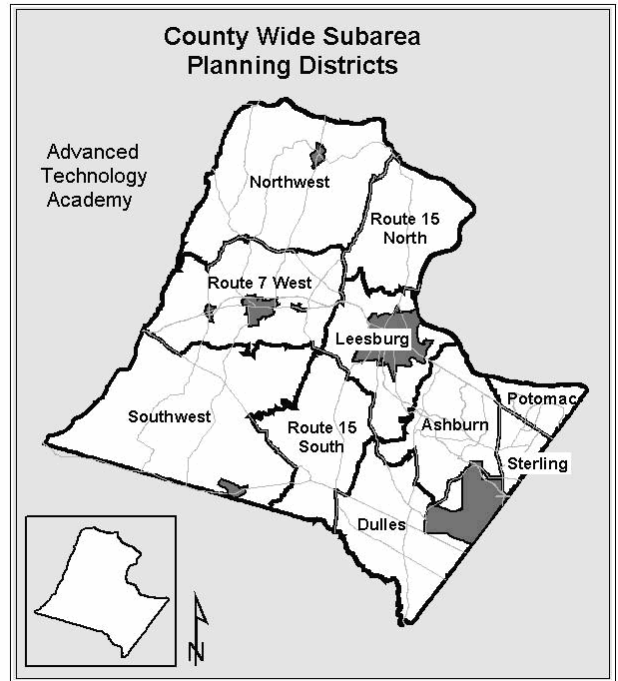 County Wide Subarea
Planning Districts
Advanced
Technology
Academy
Northwest
Route 15
North
Route 7 West
Leesburg
Potomac
Southwest
Route 15
South
Ashburn
Sterling
Dulles
N